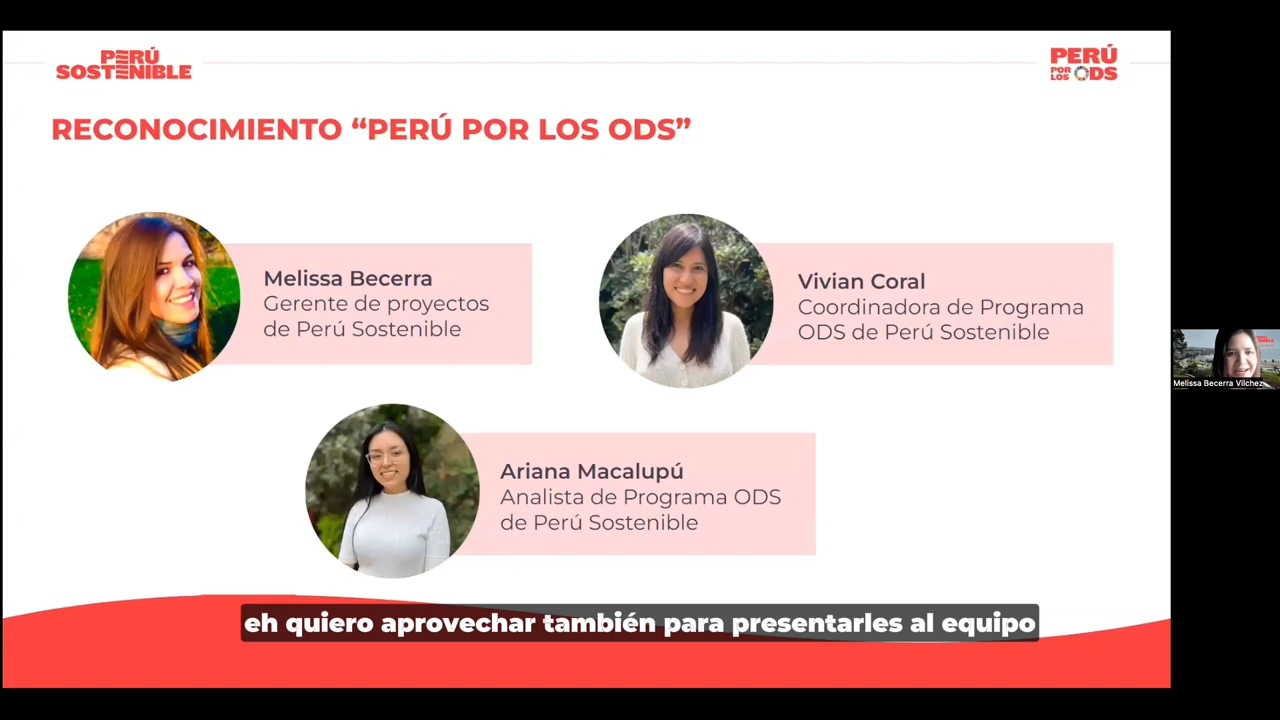 PERÚ
SOSTENIBLE
PERÚ
POR
LOS ODS
RECONOCIMIENTO “PERÚ POR LOS ODS”
Melissa Becerra
Gerente de proyectos
de Perú Sostenible
Vivian Coral
Coordinadora de Programa
ODS de Perú Sostenible
Ariana Macalupú
Analista de Programa ODS
de Perú Sostenible
Melissa Becerra Vilchez
eh quiero aprovechar también para presentarles al equipo